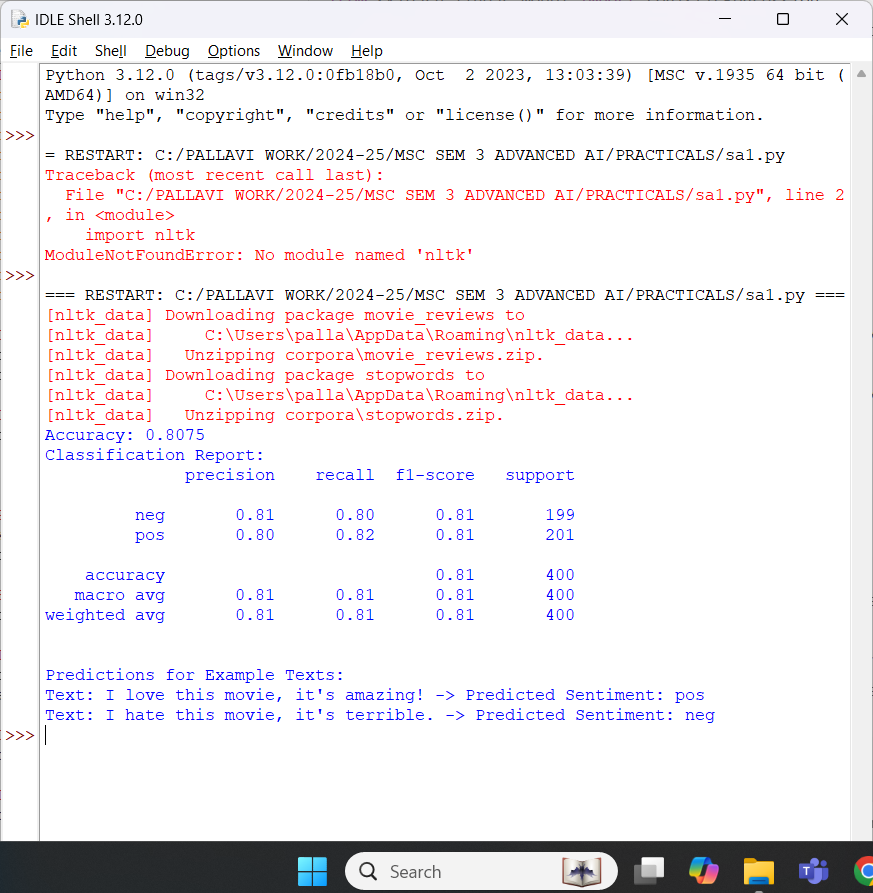 IDLE Shell 3.12.0
File Edit Shell Debug Options Window Help
Python 3.12.0 (tags/v3.12.0:0fb18b0, Oct  2 2023, 13:03:39) [MSC v.1935 64 bit (
AMD64)] on win32
Type "help", "copyright", "credits" or "license()" for more information.
>>>
= RESTART: C:/PALLAVI WORK/2024-25/MSC SEM 3 ADVANCED AI/PRACTICALS/sa1.py
Traceback (most recent call last):
  File "C:/PALLAVI WORK/2024-25/MSC SEM 3 ADVANCED AI/PRACTICALS/sa1.py", line 2
, in <module>
    import nltk
ModuleNotFoundError: No module named 'nltk'
>>>
=== RESTART: C:/PALLAVI WORK/2024-25/MSC SEM 3 ADVANCED AI/PRACTICALS/sa1.py ===
[nltk_data] Downloading package movie_reviews to
[nltk_data]     C:\Users\palla\AppData\Roaming\nltk_data...
[nltk_data]   Unzipping corpora\movie_reviews.zip.
[nltk_data] Downloading package stopwords to
[nltk_data]     C:\Users\palla\AppData\Roaming\nltk_data...
[nltk_data]   Unzipping corpora\stopwords.zip.
Accuracy: 0.8075
Classification Report:
              precision    recall  f1-score   support
         neg       0.81      0.80      0.81       199
         pos       0.80      0.82      0.81       201
    accuracy                           0.81       400
   macro avg       0.81      0.81      0.81       400
weighted avg       0.81      0.81      0.81       400
Predictions for Example Texts:
Text: I love this movie, it's amazing! -> Predicted Sentiment: pos
Text: I hate this movie, it's terrible. -> Predicted Sentiment: neg
>>>
Search